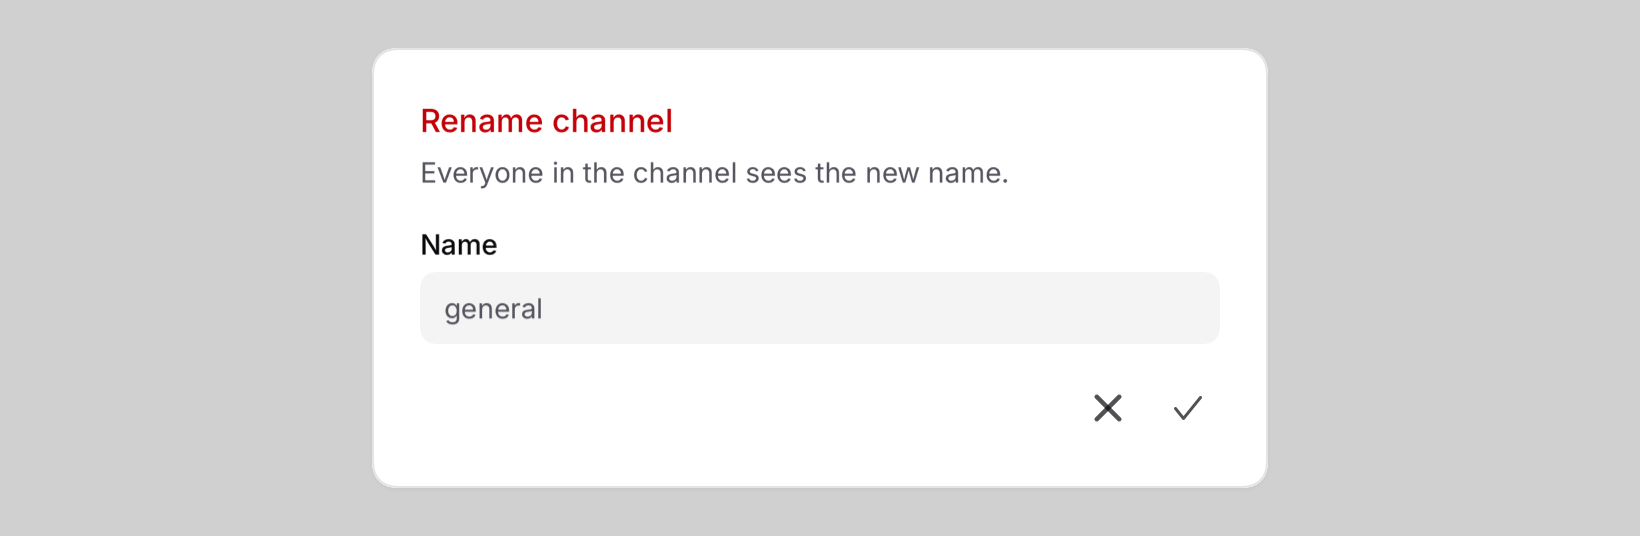 Rename channel
Everyone in the channel sees the new name.
Name
general